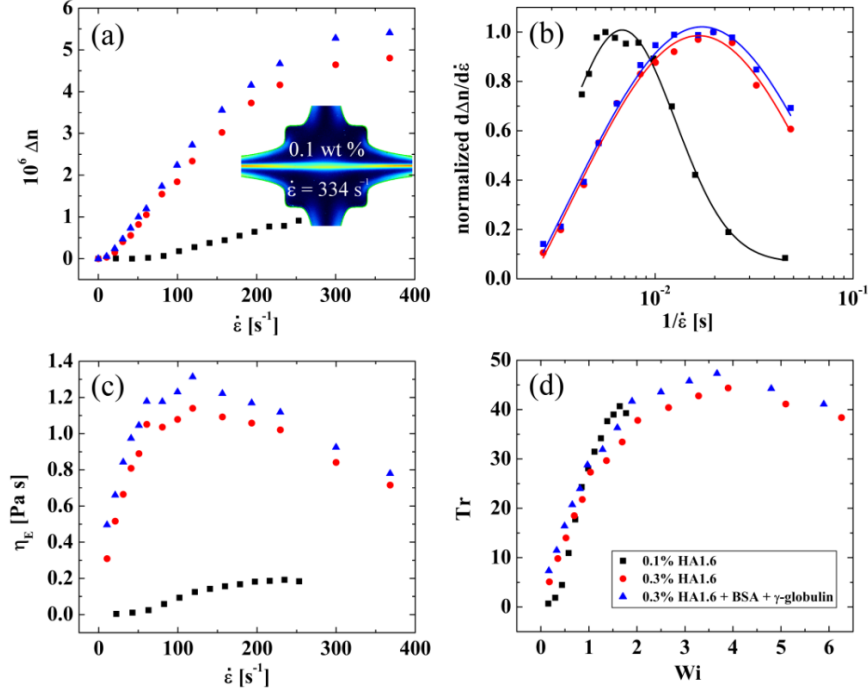 (a)
10⁶ Δn
6
5
4
3
2
1
0
0 100 200 300 400
ε̇ [s⁻¹]
0.1 wt %
ε̇ = 334 s⁻¹
(b)
normalized dΔn/dε̇
1.0
0.8
0.6
0.4
0.2
0.0
10⁻² 10⁻¹
1/ε̇ [s]
(c)
η_E [Pa s]
1.4
1.2
1.0
0.8
0.6
0.4
0.2
0.0
0 100 200 300 400
ε̇ [s⁻¹]
(d)
Tr
50
40
30
20
10
0
0 1 2 3 4 5 6
Wi
0.1% HA1.6
0.3% HA1.6
0.3% HA1.6 + BSA + γ-globulin